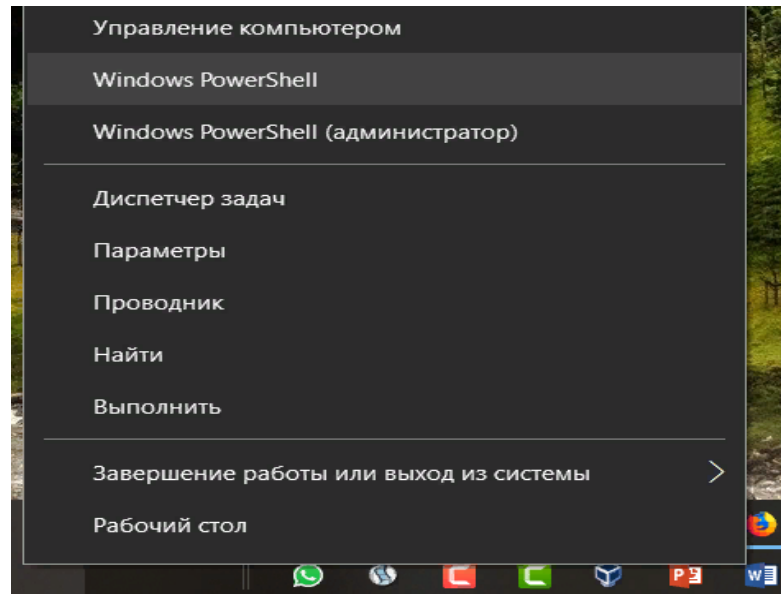 Управление компьютером
Windows PowerShell
Windows PowerShell (администратор)
Диспетчер задач
Параметры
Проводник
Найти
Выполнить
Завершение работы или выход из системы
Рабочий стол